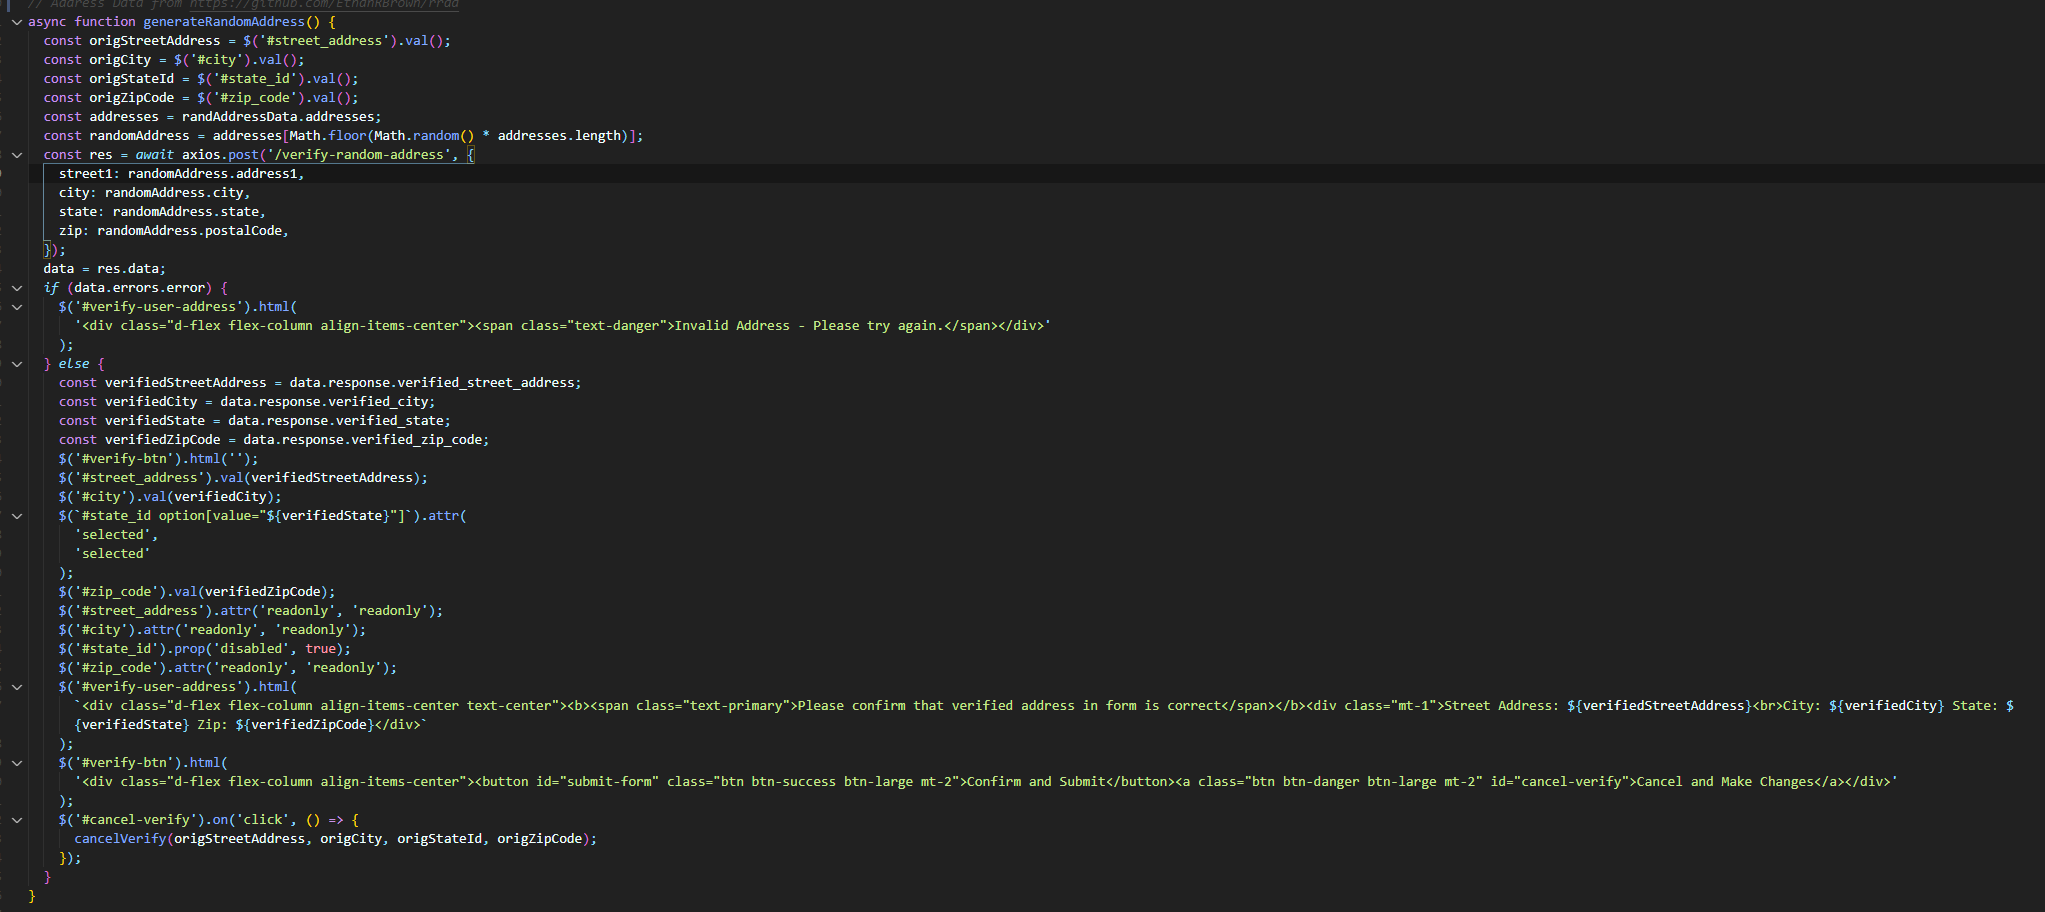 // Address Data from https://github.com/EthanRBrown/rrad
async function generateRandomAddress() {
const origStreetAddress = $('#street_address').val();
const origCity = $('#city').val();
const origStateId = $('#state_id').val();
const origZipCode = $('#zip_code').val();
const addresses = randAddressData.addresses;
const randomAddress = addresses[Math.floor(Math.random() * addresses.length)];
const res = await axios.post('/verify-random-address', {
street1: randomAddress.address1,
city: randomAddress.city,
state: randomAddress.state,
zip: randomAddress.postalCode,
});
data = res.data;
if (data.errors.error) {
$('#verify-user-address').html(
'<div class="d-flex flex-column align-items-center"><span class="text-danger">Invalid Address - Please try again.</span></div>'
);
} else {
const verifiedStreetAddress = data.response.verified_street_address;
const verifiedCity = data.response.verified_city;
const verifiedState = data.response.verified_state;
const verifiedZipCode = data.response.verified_zip_code;
$('#verify-btn').html('');
$('#street_address').val(verifiedStreetAddress);
$('#city').val(verifiedCity);
$(`#state_id option[value="${verifiedState}"]`).attr(
'selected',
'selected'
);
$('#zip_code').val(verifiedZipCode);
$('#street_address').attr('readonly', 'readonly');
$('#city').attr('readonly', 'readonly');
$('#state_id').prop('disabled', true);
$('#zip_code').attr('readonly', 'readonly');
$('#verify-user-address').html(
`<div class="d-flex flex-column align-items-center text-center"><b><span class="text-primary">Please confirm that verified address in form is correct</span></b><div class="mt-1">Street Address: ${verifiedStreetAddress}<br>City: ${verifiedCity} State: $
{verifiedState} Zip: ${verifiedZipCode}</div>`
);
$('#verify-btn').html(
'<div class="d-flex flex-column align-items-center"><button id="submit-form" class="btn btn-success btn-large mt-2">Confirm and Submit</button><a class="btn btn-danger btn-large mt-2" id="cancel-verify">Cancel and Make Changes</a></div>'
);
$('#cancel-verify').on('click', () => {
cancelVerify(origStreetAddress, origCity, origStateId, origZipCode);
});
}
}